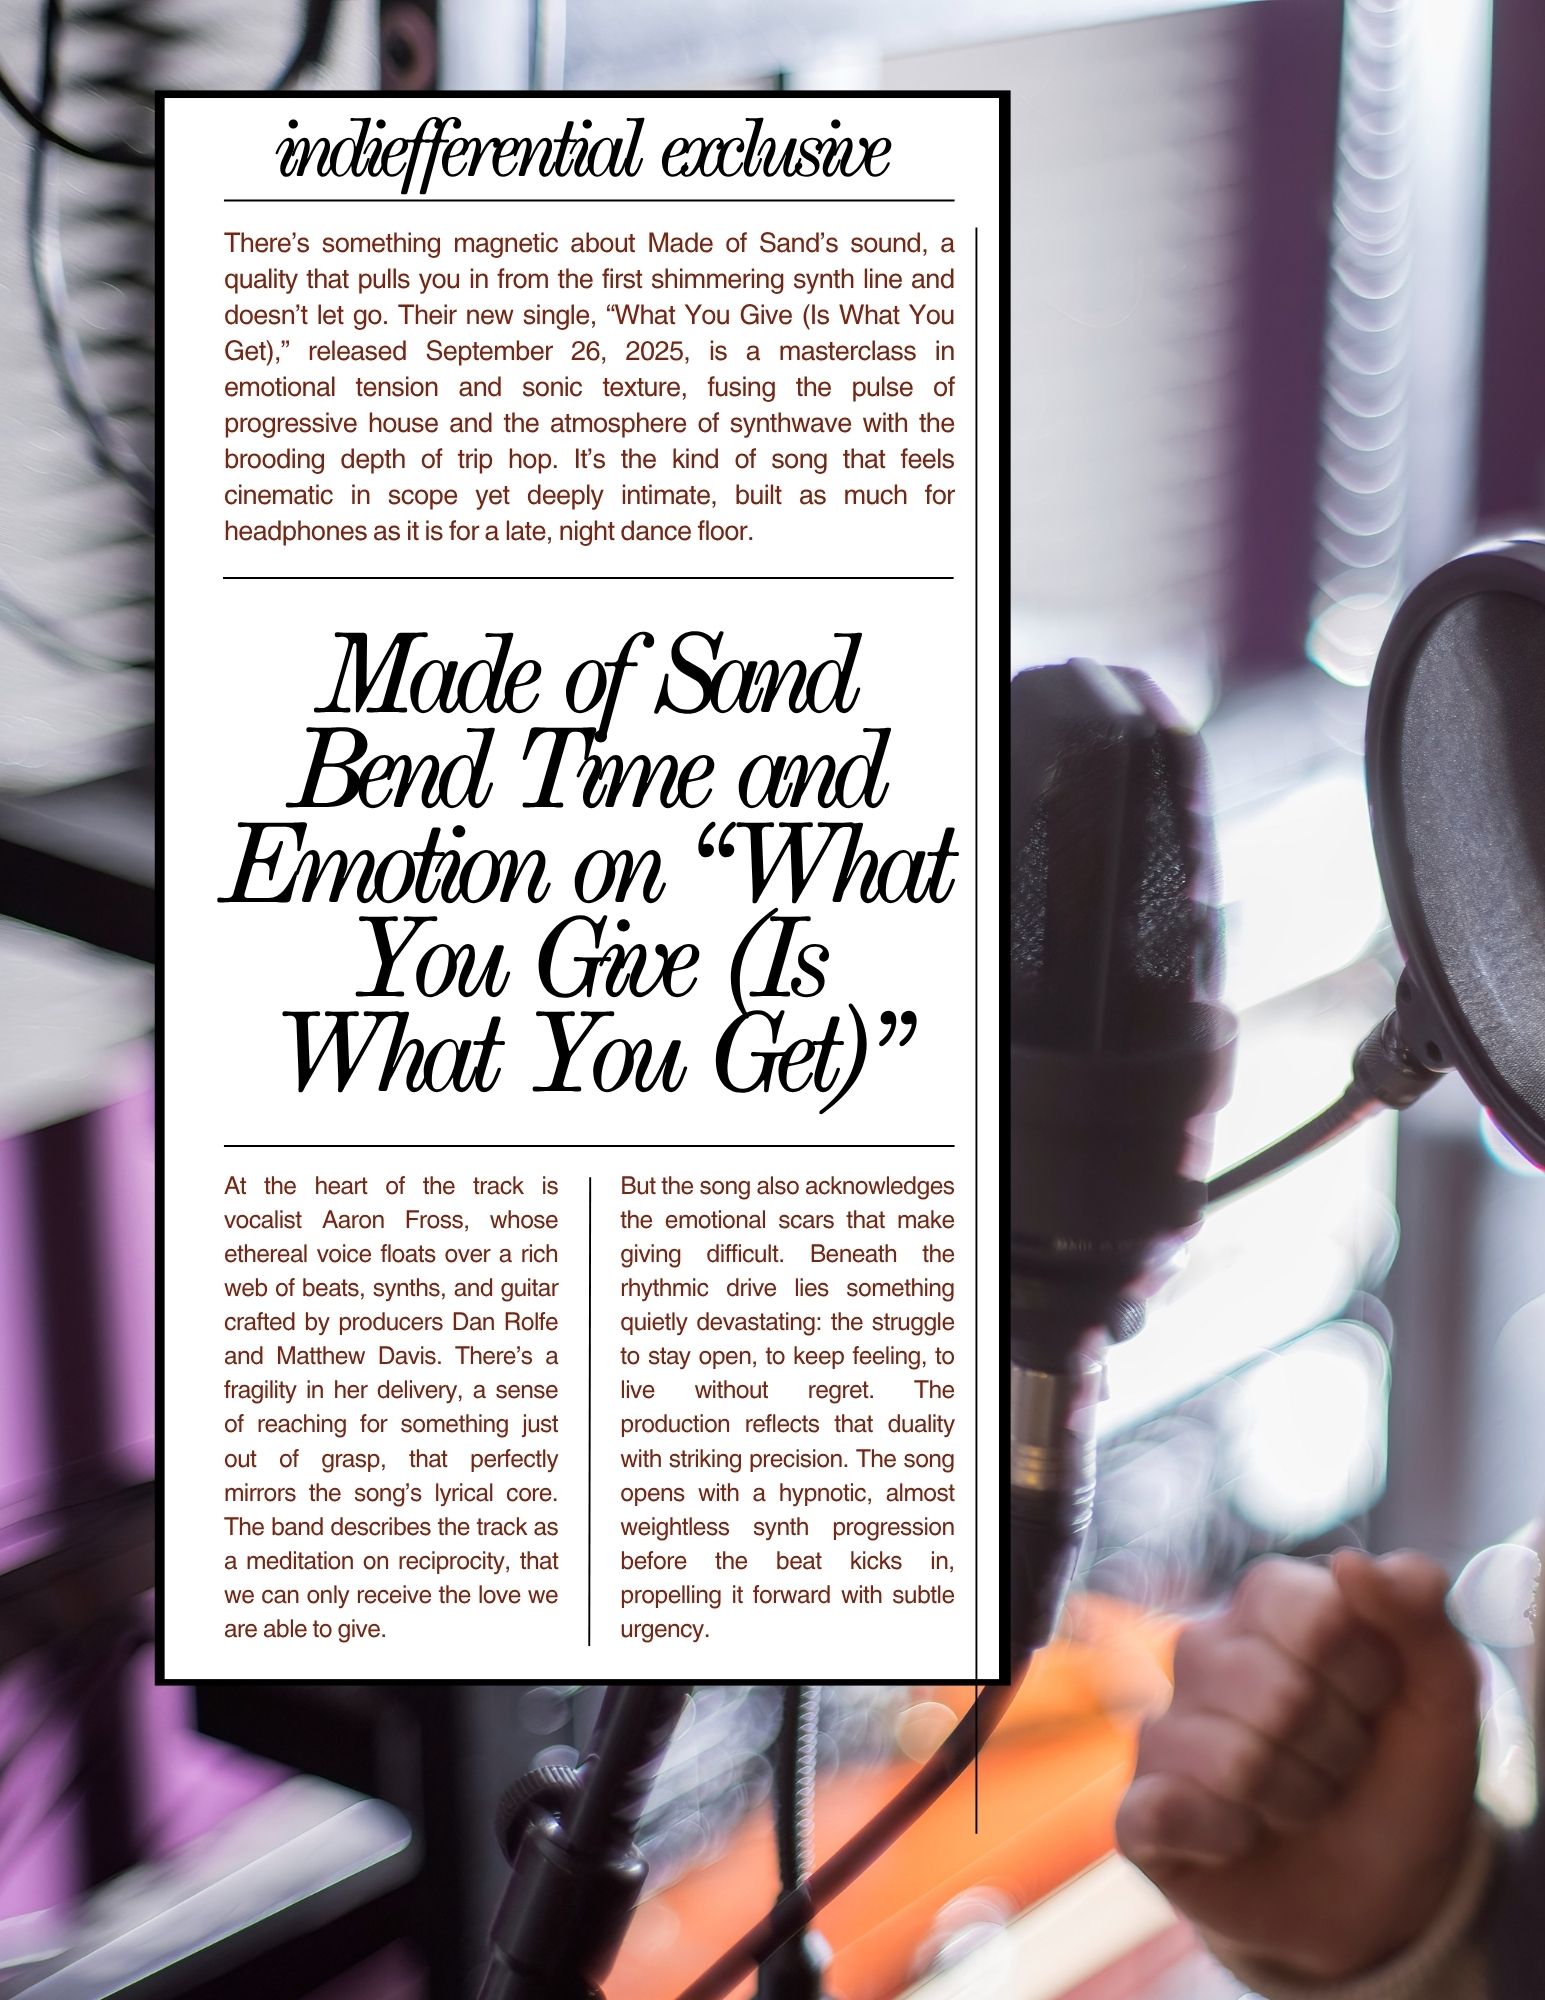 indiefferential exclusive
There’s something magnetic about Made of Sand’s sound, a
quality that pulls you in from the first shimmering synth line and
doesn’t let go. Their new single, “What You Give (Is What You
Get),” released September 26, 2025, is a masterclass in
emotional tension and sonic texture, fusing the pulse of
progressive house and the atmosphere of synthwave with the
brooding depth of trip hop. It’s the kind of song that feels
cinematic in scope yet deeply intimate, built as much for
headphones as it is for a late, night dance floor.
Made of Sand
Bend Time and
Emotion on “What
You Give (Is
What You Get)”
At the heart of the track is
vocalist Aaron Fross, whose
ethereal voice floats over a rich
web of beats, synths, and guitar
crafted by producers Dan Rolfe
and Matthew Davis. There’s a
fragility in her delivery, a sense
of reaching for something just
out of grasp, that perfectly
mirrors the song’s lyrical core.
The band describes the track as
a meditation on reciprocity, that
we can only receive the love we
are able to give.
But the song also acknowledges
the emotional scars that make
giving difficult. Beneath the
rhythmic drive lies something
quietly devastating: the struggle
to stay open, to keep feeling, to
live without regret. The
production reflects that duality
with striking precision. The song
opens with a hypnotic, almost
weightless synth progression
before the beat kicks in,
propelling it forward with subtle
urgency.